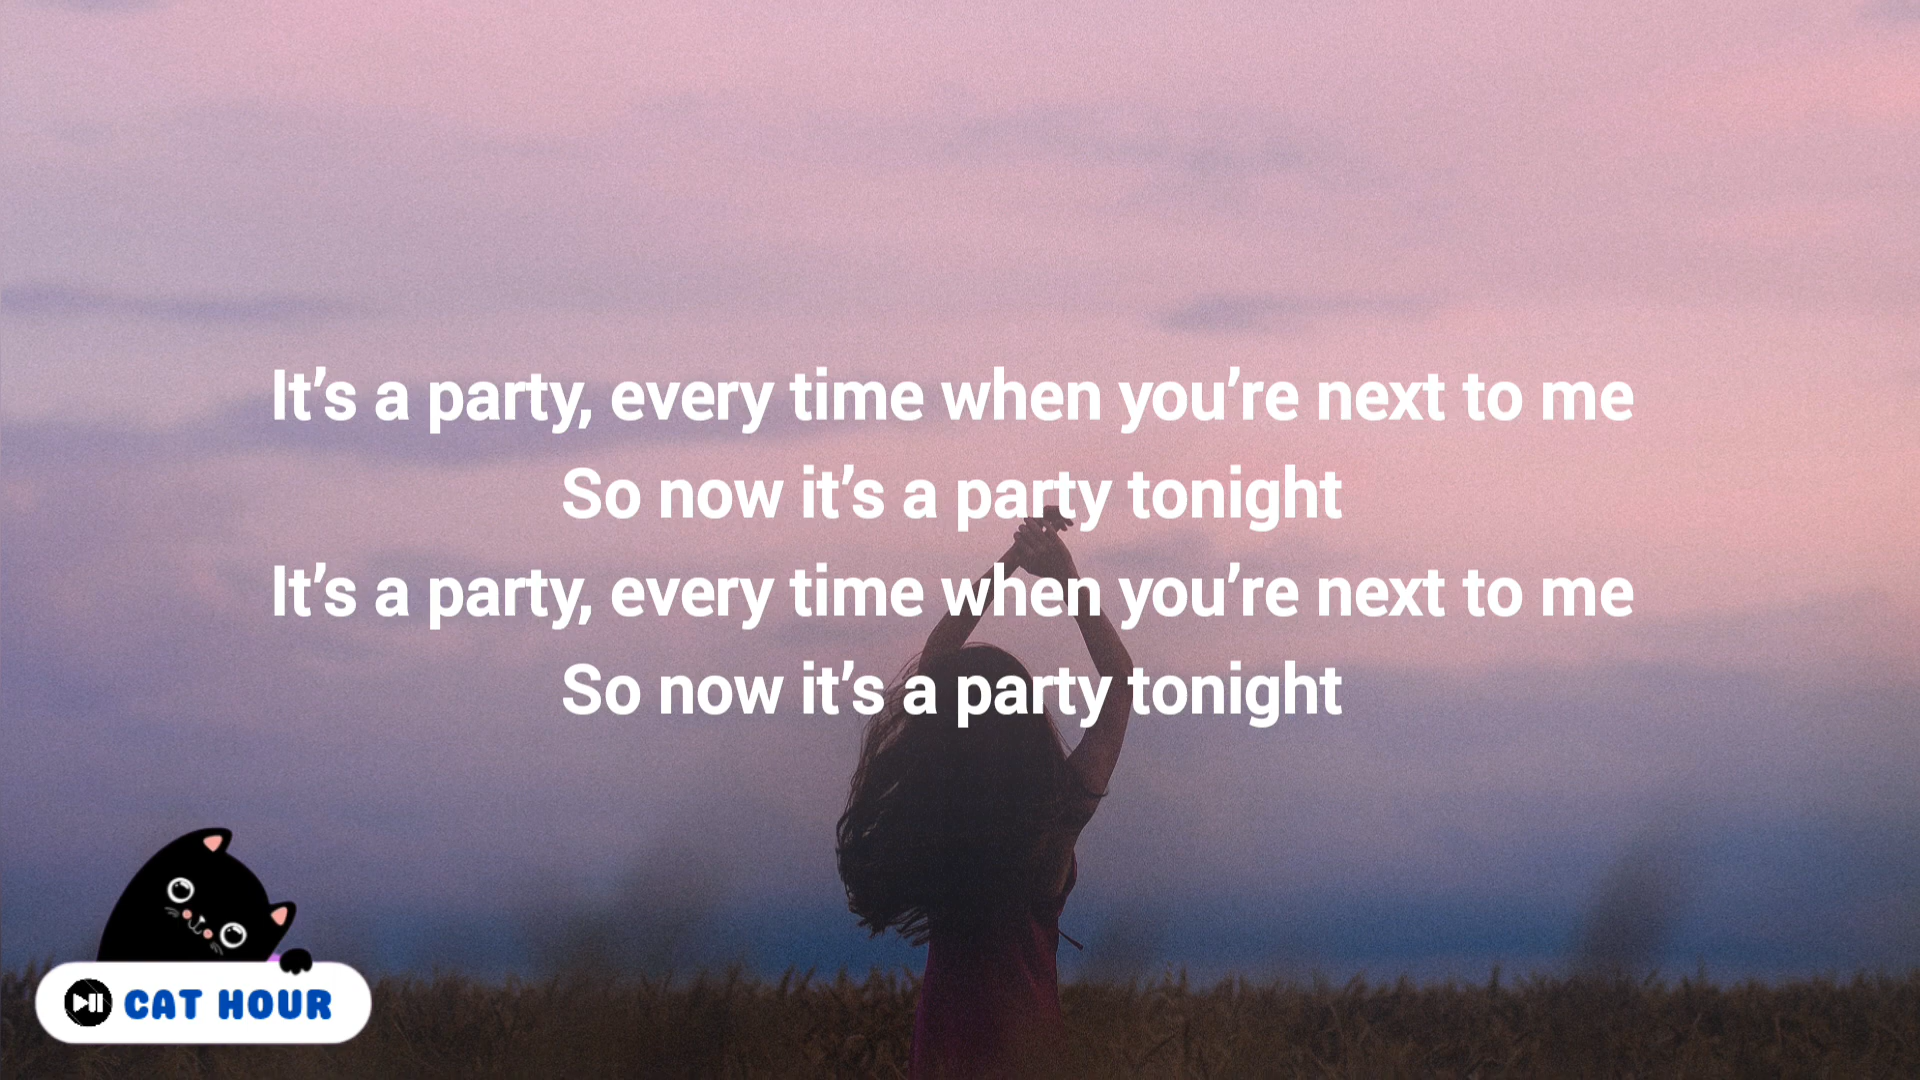 It’s a party, every time when you’re next to me
So now it’s a party tonight
It’s a party, every time when you’re next to me
So now it’s a party tonight
CAT HOUR